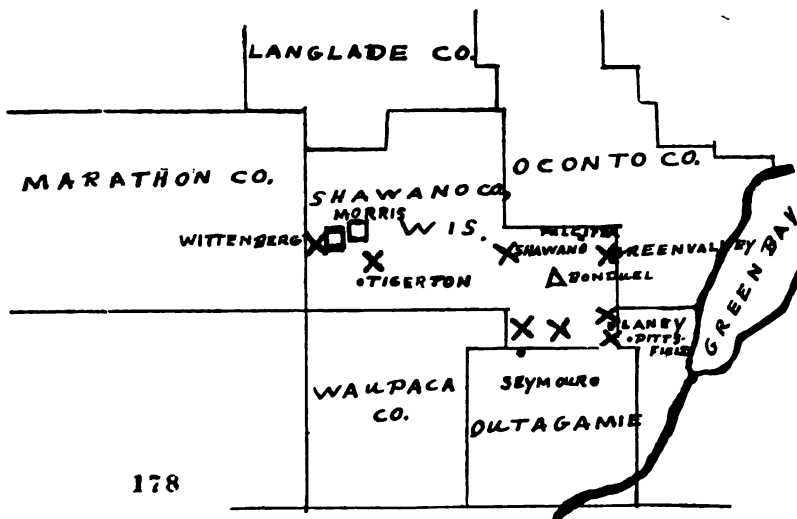 LANGLADE CO.
MARATHON CO.
OCONTO CO.
SHAWANO CO.
MORRIS
WIS.
WITTENBERG
SHAWANO
GREENVALLEY
BONDUEL
TIGERTON
GREEN BAY
LANEY
PITTS-
FIELD
WAUPACA
CO.
SEYMOUR
OUTAGAMIE
178